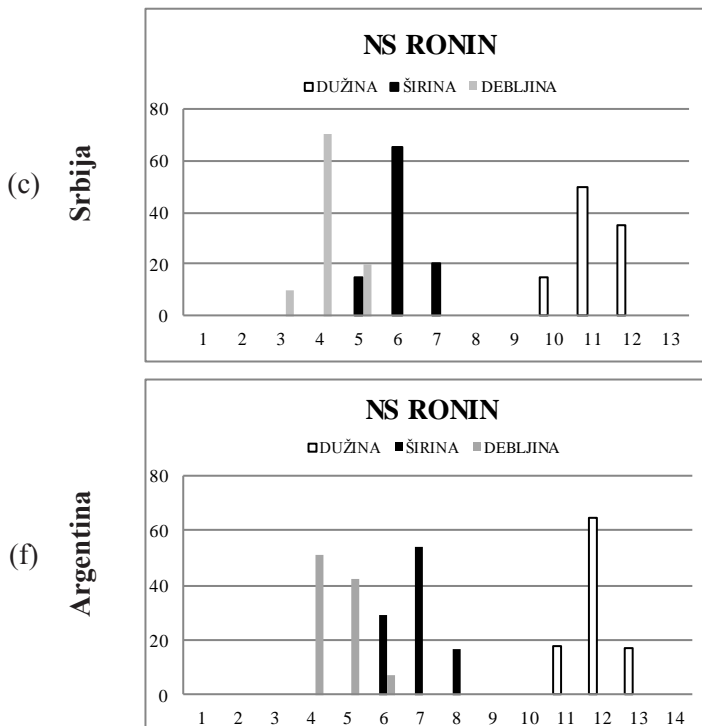 NS RONIN
DUŽINA ŠIRINA DEBLJINA
(c)
Srbija
80
60
40
20
0
1 2 3 4 5 6 7 8 9 10 11 12 13
NS RONIN
DUŽINA ŠIRINA DEBLJINA
(f)
Argentina
80
60
40
20
0
1 2 3 4 5 6 7 8 9 10 11 12 13 14